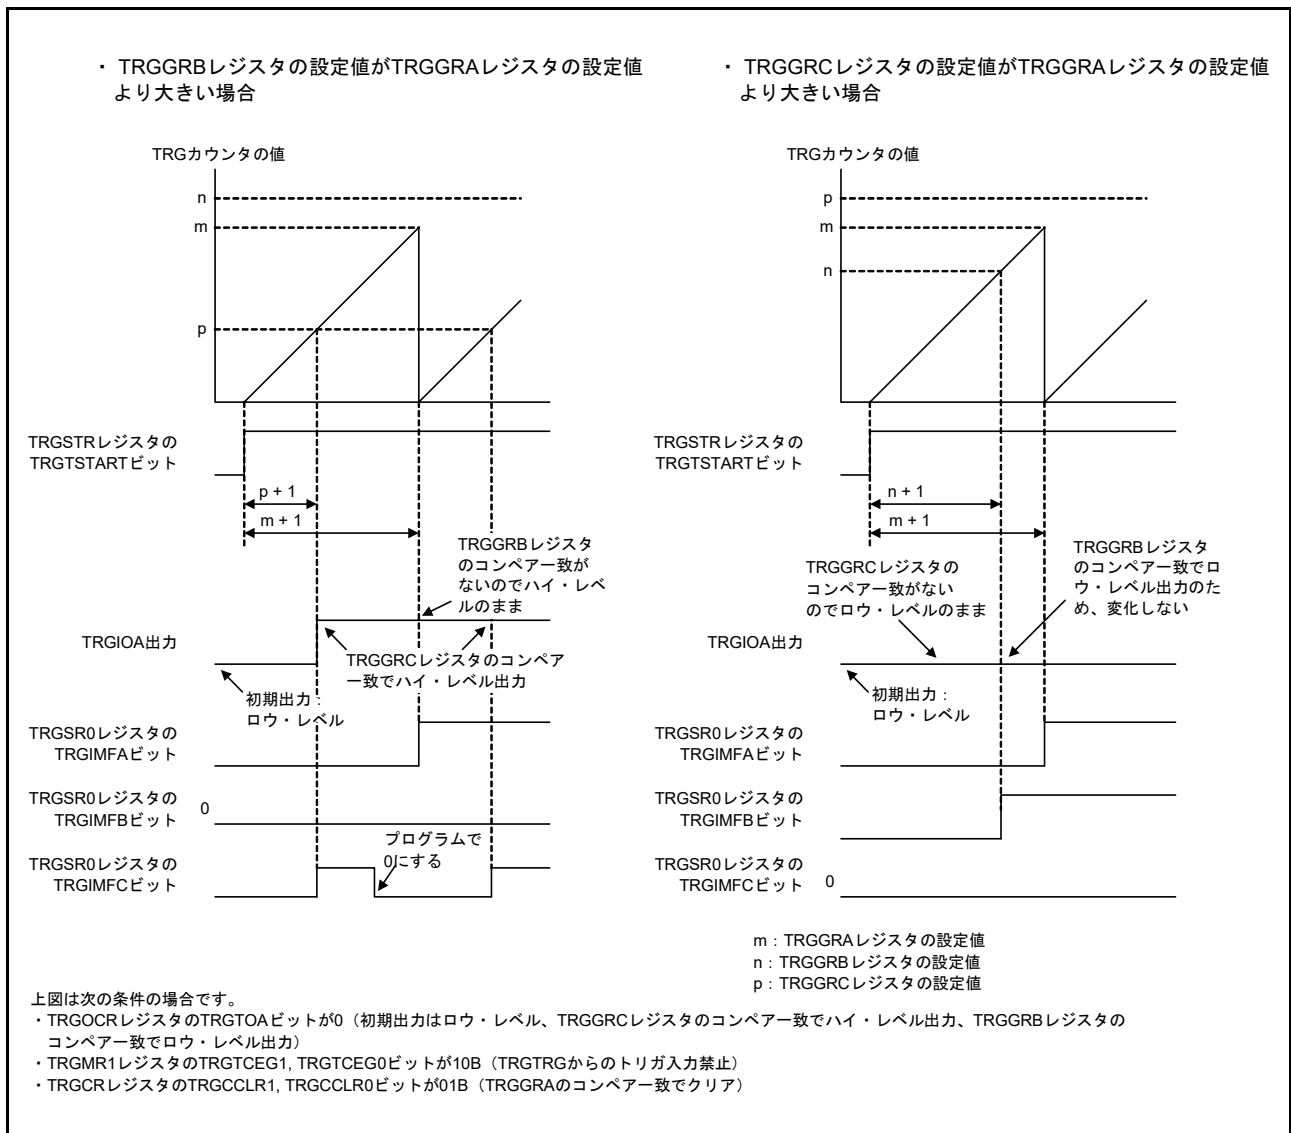 ・ TRGGRBレジスタの設定値がTRGGRAレジスタの設定値
より大きい場合
TRGカウンタの値
n
m
p
TRGSTRレジスタの
TRGTSTARTビット
p + 1
m + 1
TRGGRBレジスタ
のコンペア一致が
ないのでハイ・レベ
ルのまま
TRGIOA出力
TRGGRCレジスタのコンペア
一致でハイ・レベル出力
初期出力：
ロウ・レベル
TRGSR0レジスタの
TRGIMFAビット
TRGSR0レジスタの
TRGIMFBビット
0
プログラムで
0にする
TRGSR0レジスタの
TRGIMFCビット
・ TRGGRCレジスタの設定値がTRGGRAレジスタの設定値
より大きい場合
TRGカウンタの値
p
m
n
TRGSTRレジスタの
TRGTSTARTビット
n + 1
m + 1
TRGGRCレジスタの
コンペア一致がない
のでロウ・レベルのまま
TRGGRBレジスタ
のコンペア一致でロ
ウ・レベル出力のた
め、変化しない
TRGIOA出力
初期出力：
ロウ・レベル
TRGSR0レジスタの
TRGIMFAビット
TRGSR0レジスタの
TRGIMFBビット
TRGSR0レジスタの
TRGIMFCビット
0
m：TRGGRAレジスタの設定値
n：TRGGRBレジスタの設定値
p：TRGGRCレジスタの設定値
上図は次の条件の場合です。
・TRGOCRレジスタのTRGTOAビットが0（初期出力はロウ・レベル、TRGGRCレジスタのコンペア一致でハイ・レベル出力、TRGGRBレジスタの
コンペア一致でロウ・レベル出力）
・TRGMR1レジスタのTRGTCEG1, TRGTCEG0ビットが10B（TRGTRGからのトリガ入力禁止）
・TRGCRレジスタのTRGCCLR1, TRGCCLR0ビットが01B（TRGGRAのコンペア一致でクリア）